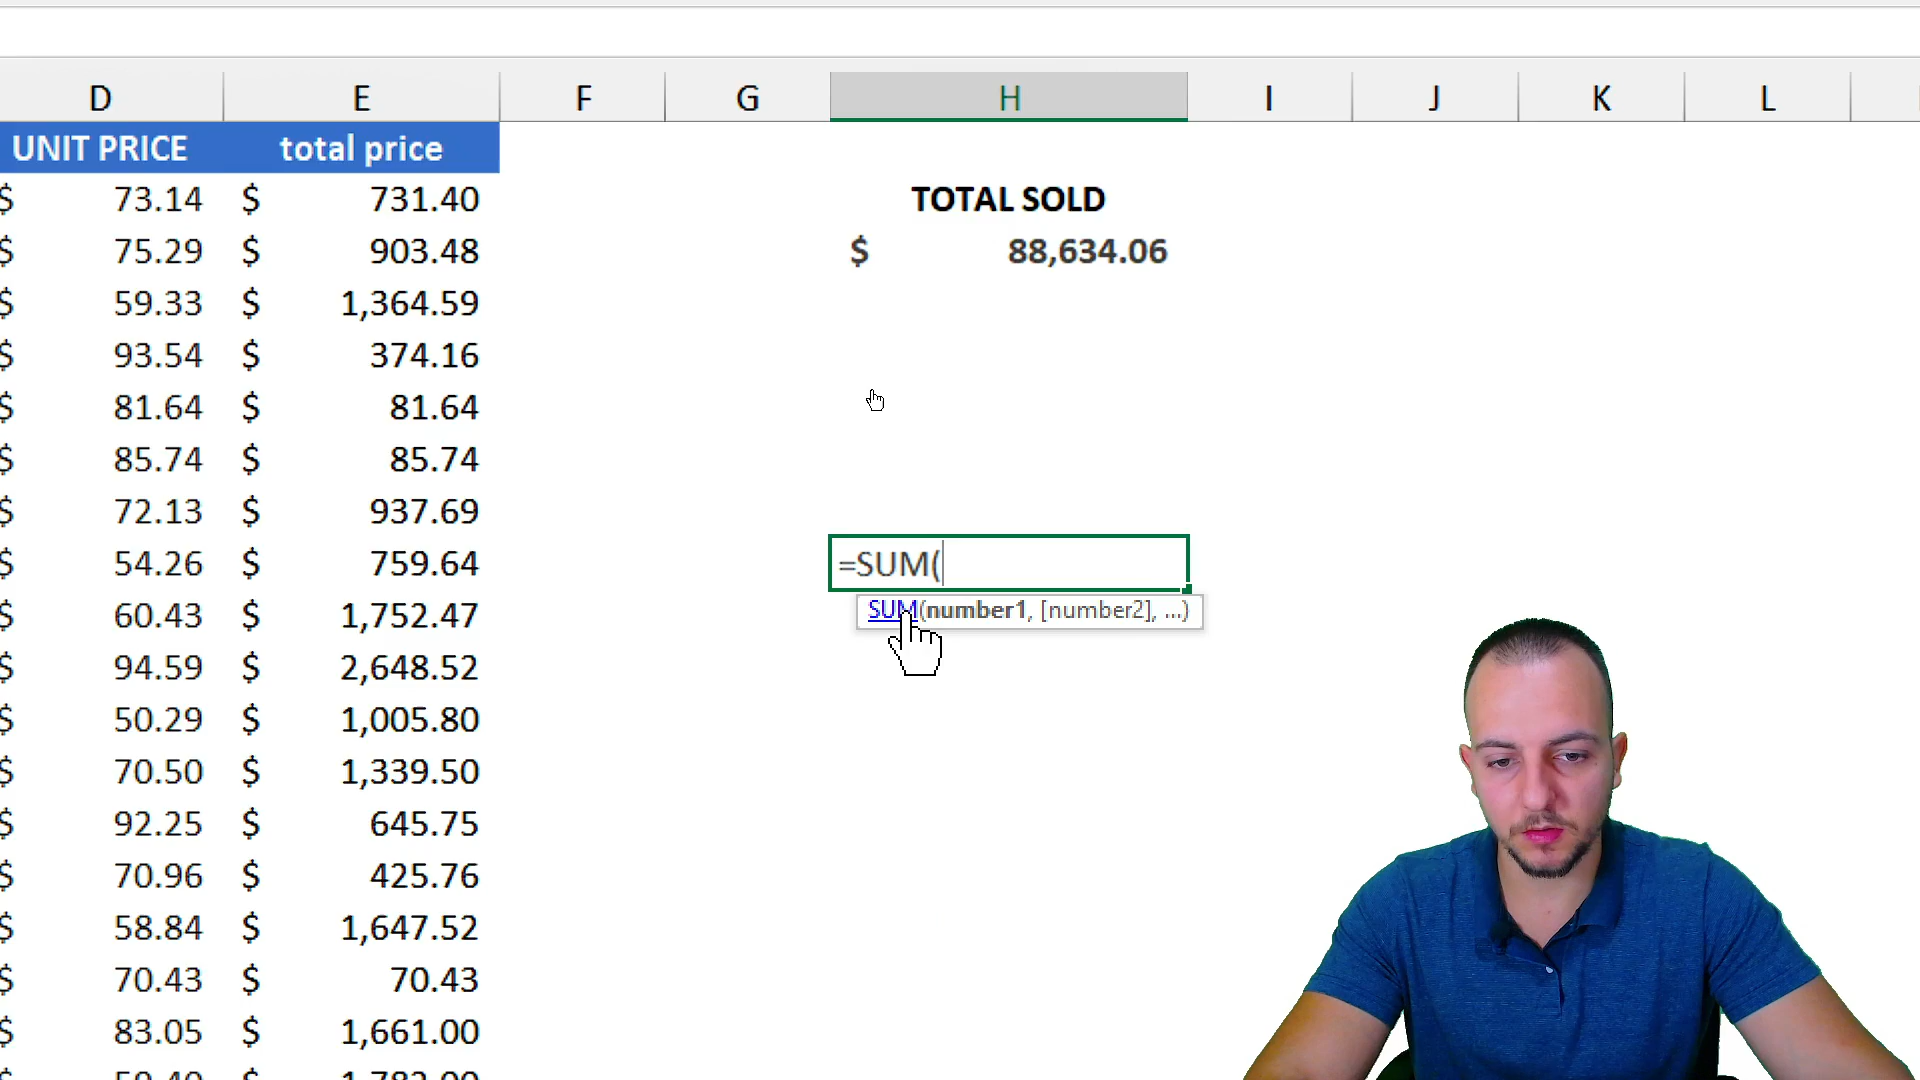 D E F G H I J K L
UNIT PRICE total price
$ 73.14 $ 731.40 TOTAL SOLD
$ 75.29 $ 903.48 $ 88,634.06
$ 59.33 $ 1,364.59
$ 93.54 $ 374.16
$ 81.64 $ 81.64
$ 85.74 $ 85.74
$ 72.13 $ 937.69
$ 54.26 $ 759.64 =SUM(
$ 60.43 $ 1,752.47 SUM(number1, [number2], ...)
$ 94.59 $ 2,648.52
$ 50.29 $ 1,005.80
$ 70.50 $ 1,339.50
$ 92.25 $ 645.75
$ 70.96 $ 425.76
$ 58.84 $ 1,647.52
$ 70.43 $ 70.43
$ 83.05 $ 1,661.00